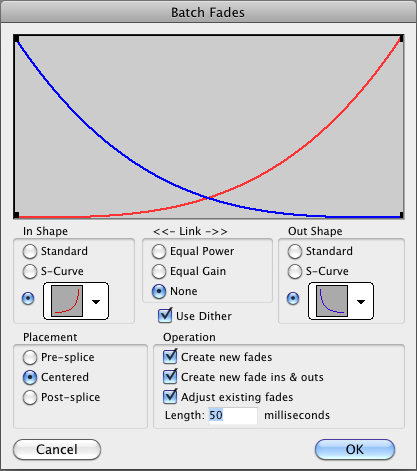 Batch Fades
In Shape
Standard
S-Curve
<<- Link ->>
Equal Power
Equal Gain
None
Use Dither
Out Shape
Standard
S-Curve
Placement
Pre-splice
Centered
Post-splice
Operation
Create new fades
Create new fade ins & outs
Adjust existing fades
Length: 50 milliseconds
Cancel
OK